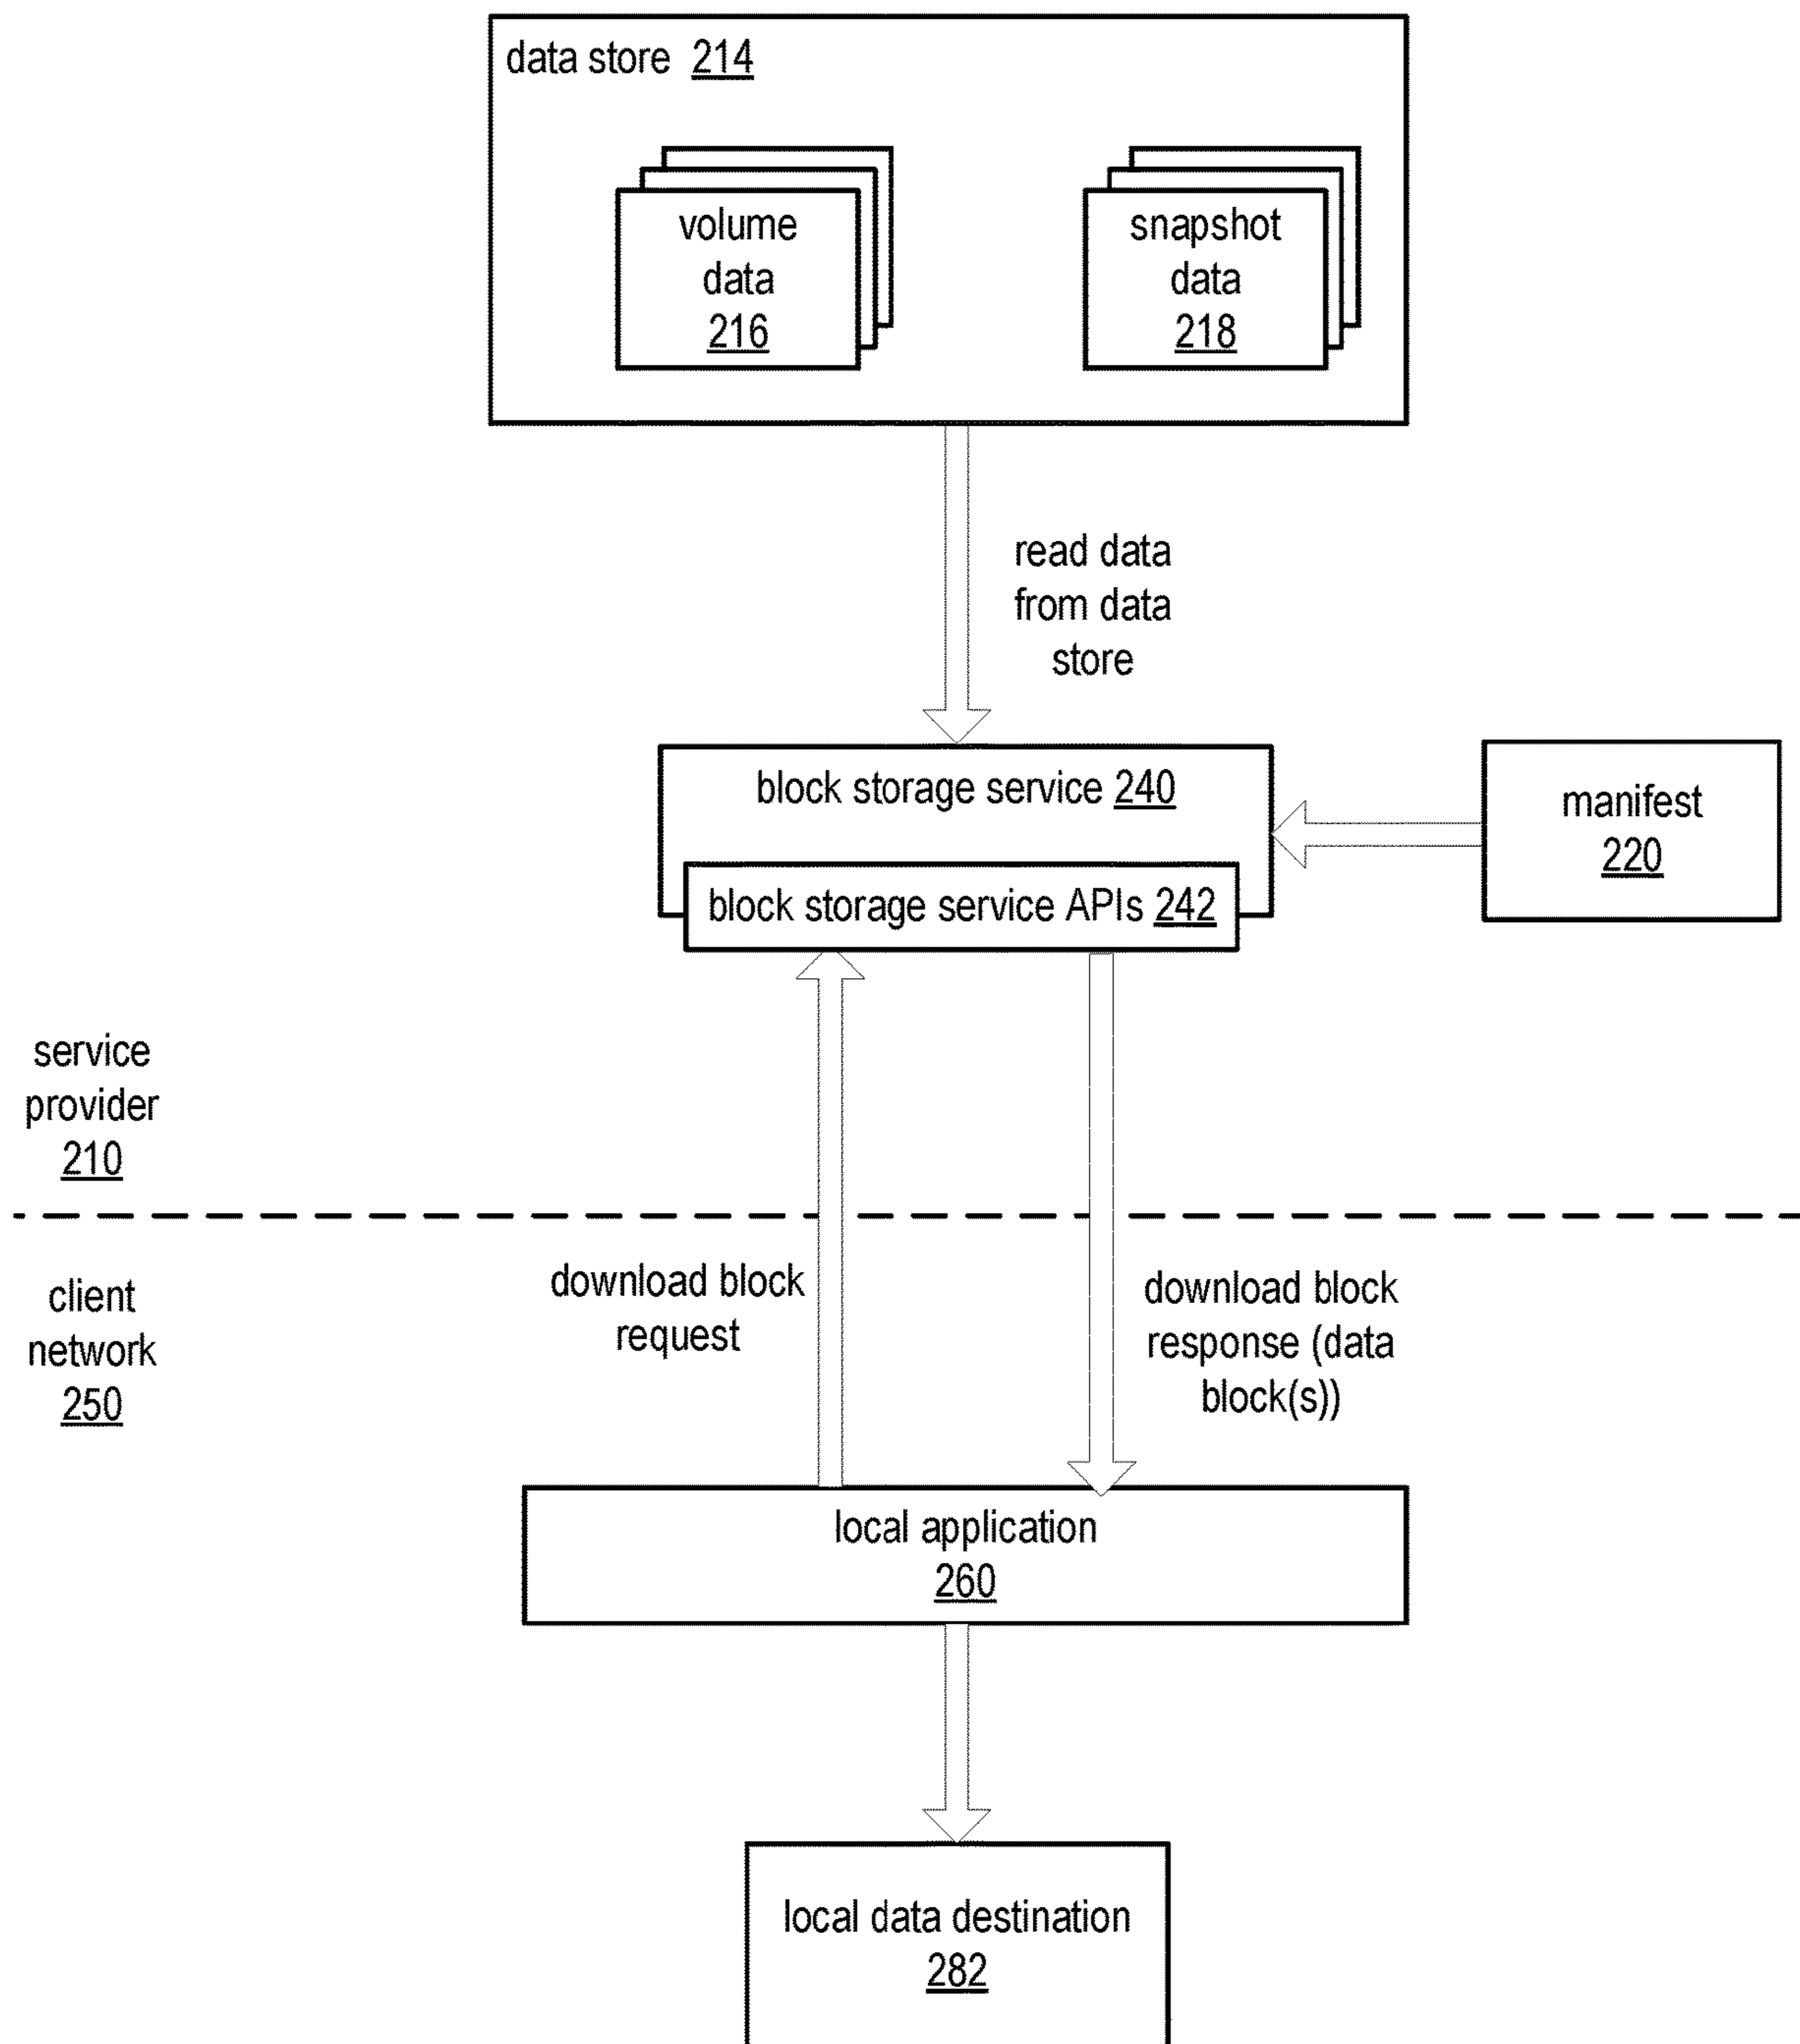 data store 214
volume
data
216
snapshot
data
218
read data
from data
store
block storage service 240
manifest
220
block storage service APIs 242
service
provider
210
client
network
250
download block
request
download block
response (data
block(s))
local application
260
local data destination
282